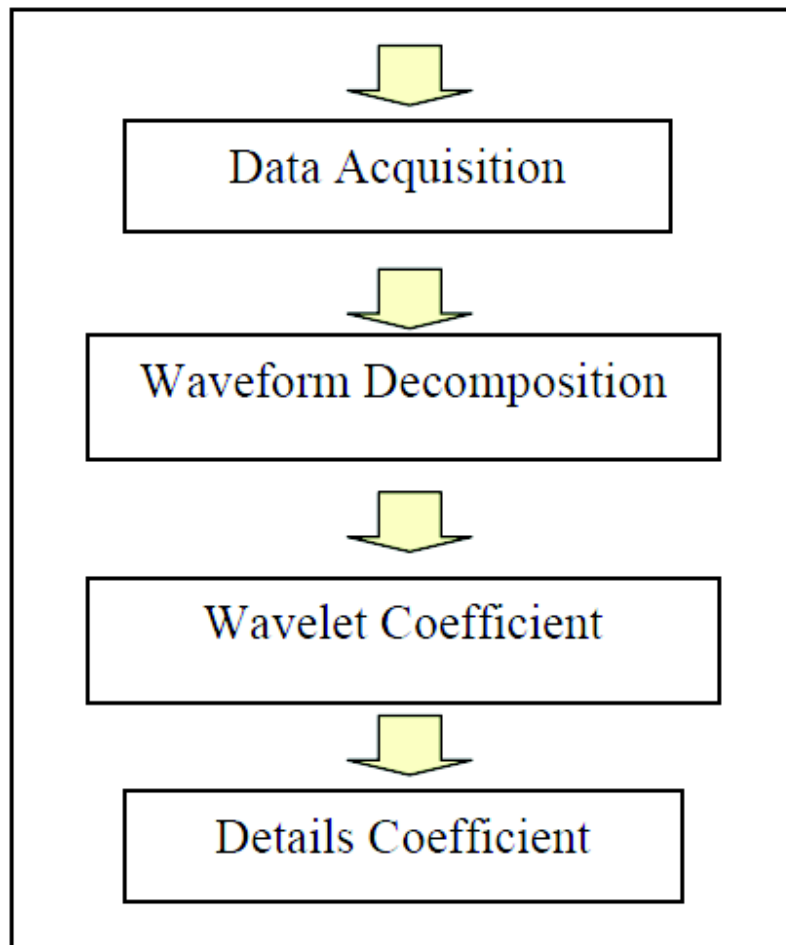 Data Acquisition
Waveform Decomposition
Wavelet Coefficient
Details Coefficient